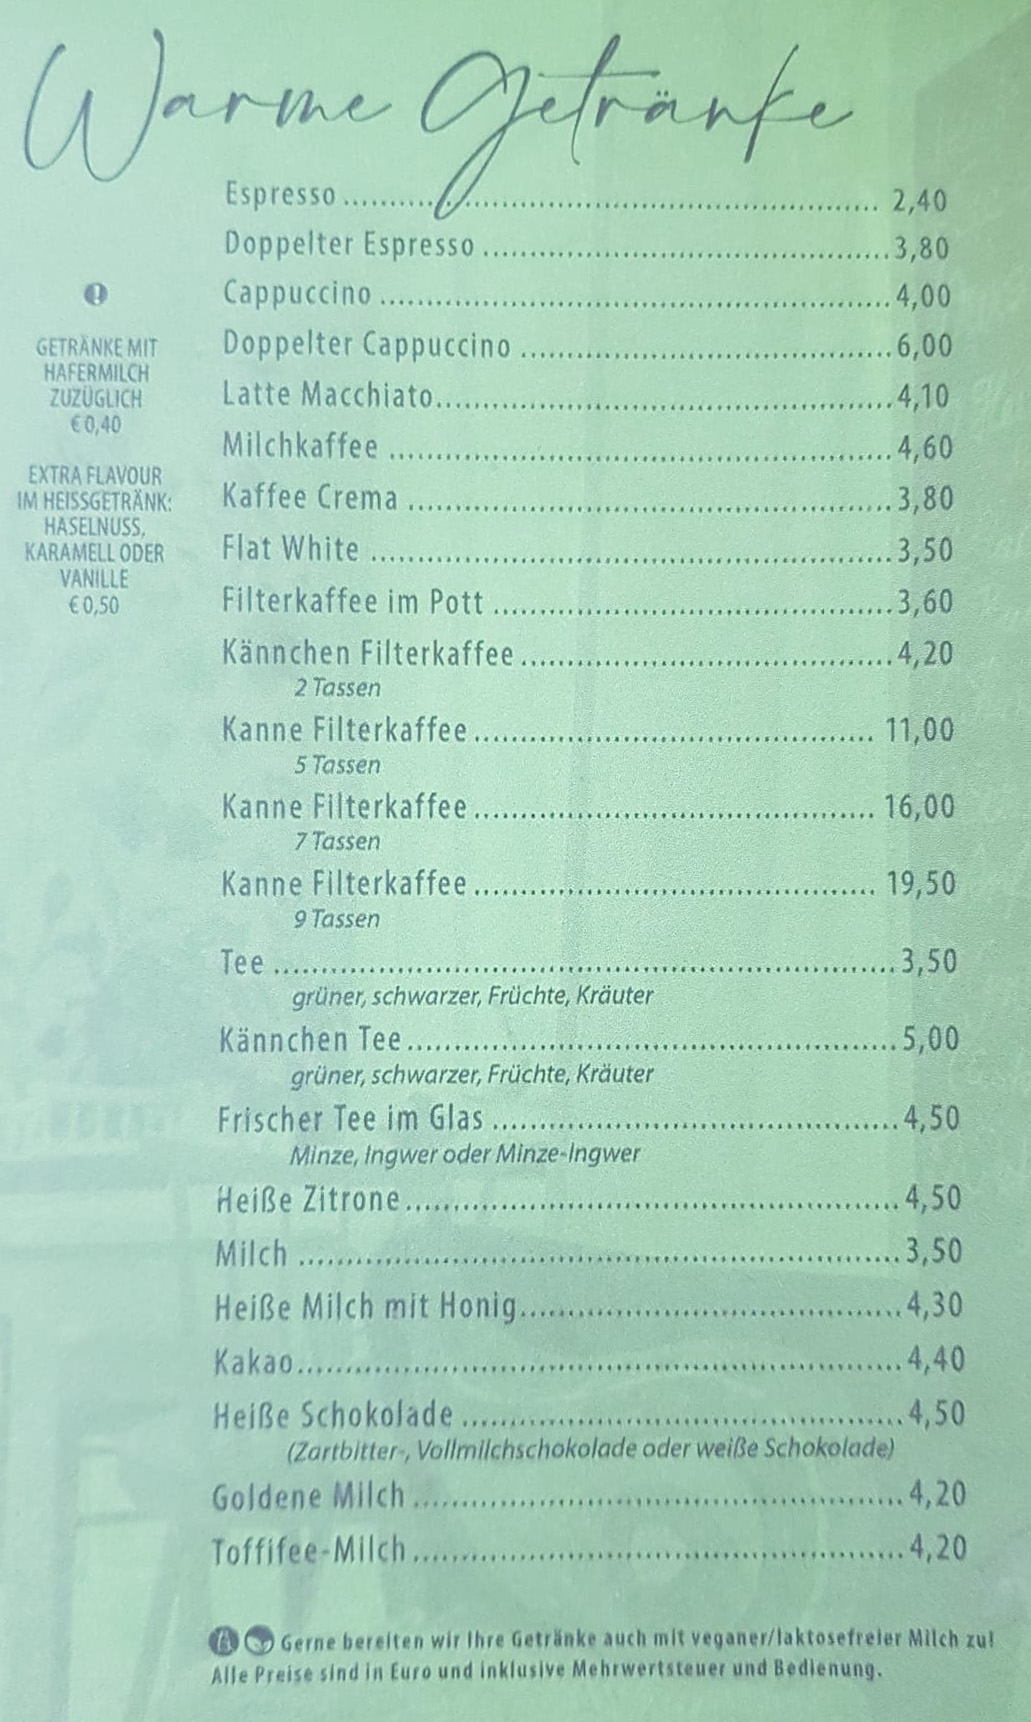 Warme Getränke
Espresso .......... 2,40
Doppelter Espresso .......... 3,80
Cappuccino .......... 4,00
Doppelter Cappuccino .......... 6,00
Latte Macchiato .......... 4,10
Milchkaffee .......... 4,60
Kaffee Crema .......... 3,80
Flat White .......... 3,50
Filterkaffee im Pott .......... 3,60
Kännchen Filterkaffee .......... 4,20
2 Tassen
Kanne Filterkaffee .......... 11,00
5 Tassen
Kanne Filterkaffee .......... 16,00
7 Tassen
Kanne Filterkaffee .......... 19,50
9 Tassen
Tee .......... 3,50
grüner, schwarzer, Früchte, Kräuter
Kännchen Tee .......... 5,00
grüner, schwarzer, Früchte, Kräuter
Frischer Tee im Glas .......... 4,50
Minze, Ingwer oder Minze-Ingwer
Heiße Zitrone .......... 4,50
Milch .......... 3,50
Heiße Milch mit Honig .......... 4,30
Kakao .......... 4,40
Heiße Schokolade .......... 4,50
(Zartbitter-, Vollmilchschokolade oder weiße Schokolade)
Goldene Milch .......... 4,20
Toffifee-Milch .......... 4,20
!
GETRÄNKE MIT
HAFERMILCH
ZUZÜGLICH
€ 0,40
EXTRA FLAVOUR
IM HEISSGETRÄNK:
HASELNUSS,
KARAMELL ODER
VANILLE
€ 0,50
Gerne bereiten wir Ihre Getränke auch mit veganer/laktosefreier Milch zu!
Alle Preise sind in Euro und inklusive Mehrwertsteuer und Bedienung.